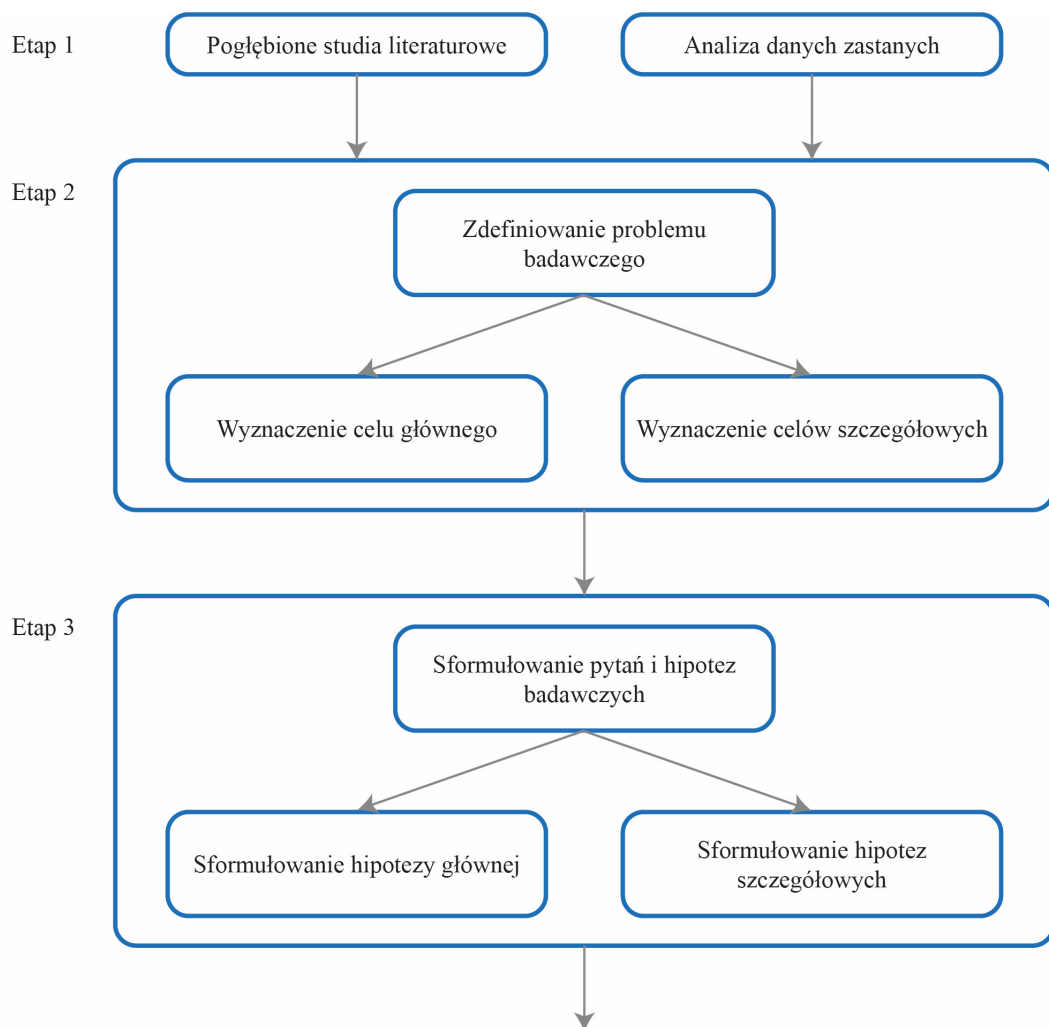 Etap 1
Pogłębione studia literaturowe
Analiza danych zastanych
Etap 2
Zdefiniowanie problemu
badawczego
Wyznaczenie celu głównego
Wyznaczenie celów szczegółowych
Etap 3
Sformułowanie pytań i hipotez
badawczych
Sformułowanie hipotezy głównej
Sformułowanie hipotez
szczegółowych